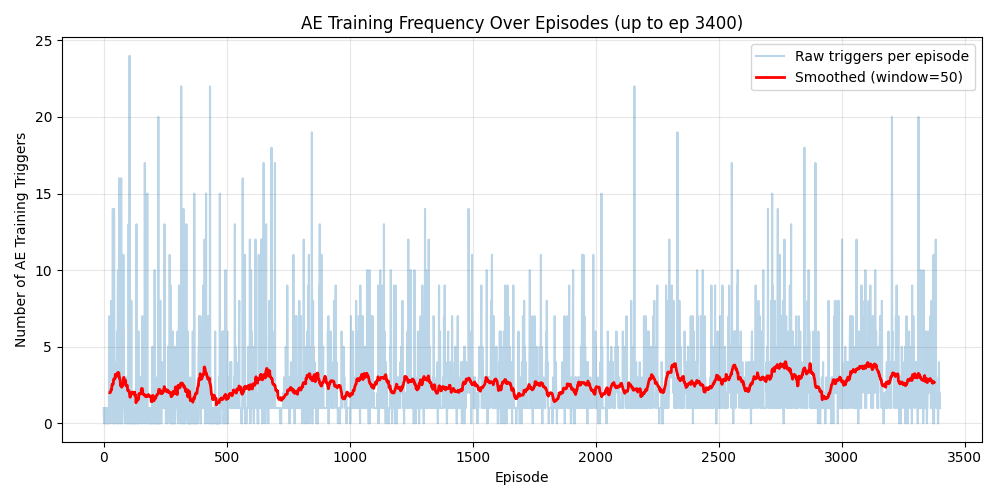 AE Training Frequency Over Episodes (up to ep 3400)
Raw triggers per episode
Smoothed (window=50)
Number of AE Training Triggers
25
20
15
10
5
0
0 500 1000 1500 2000 2500 3000 3500
Episode